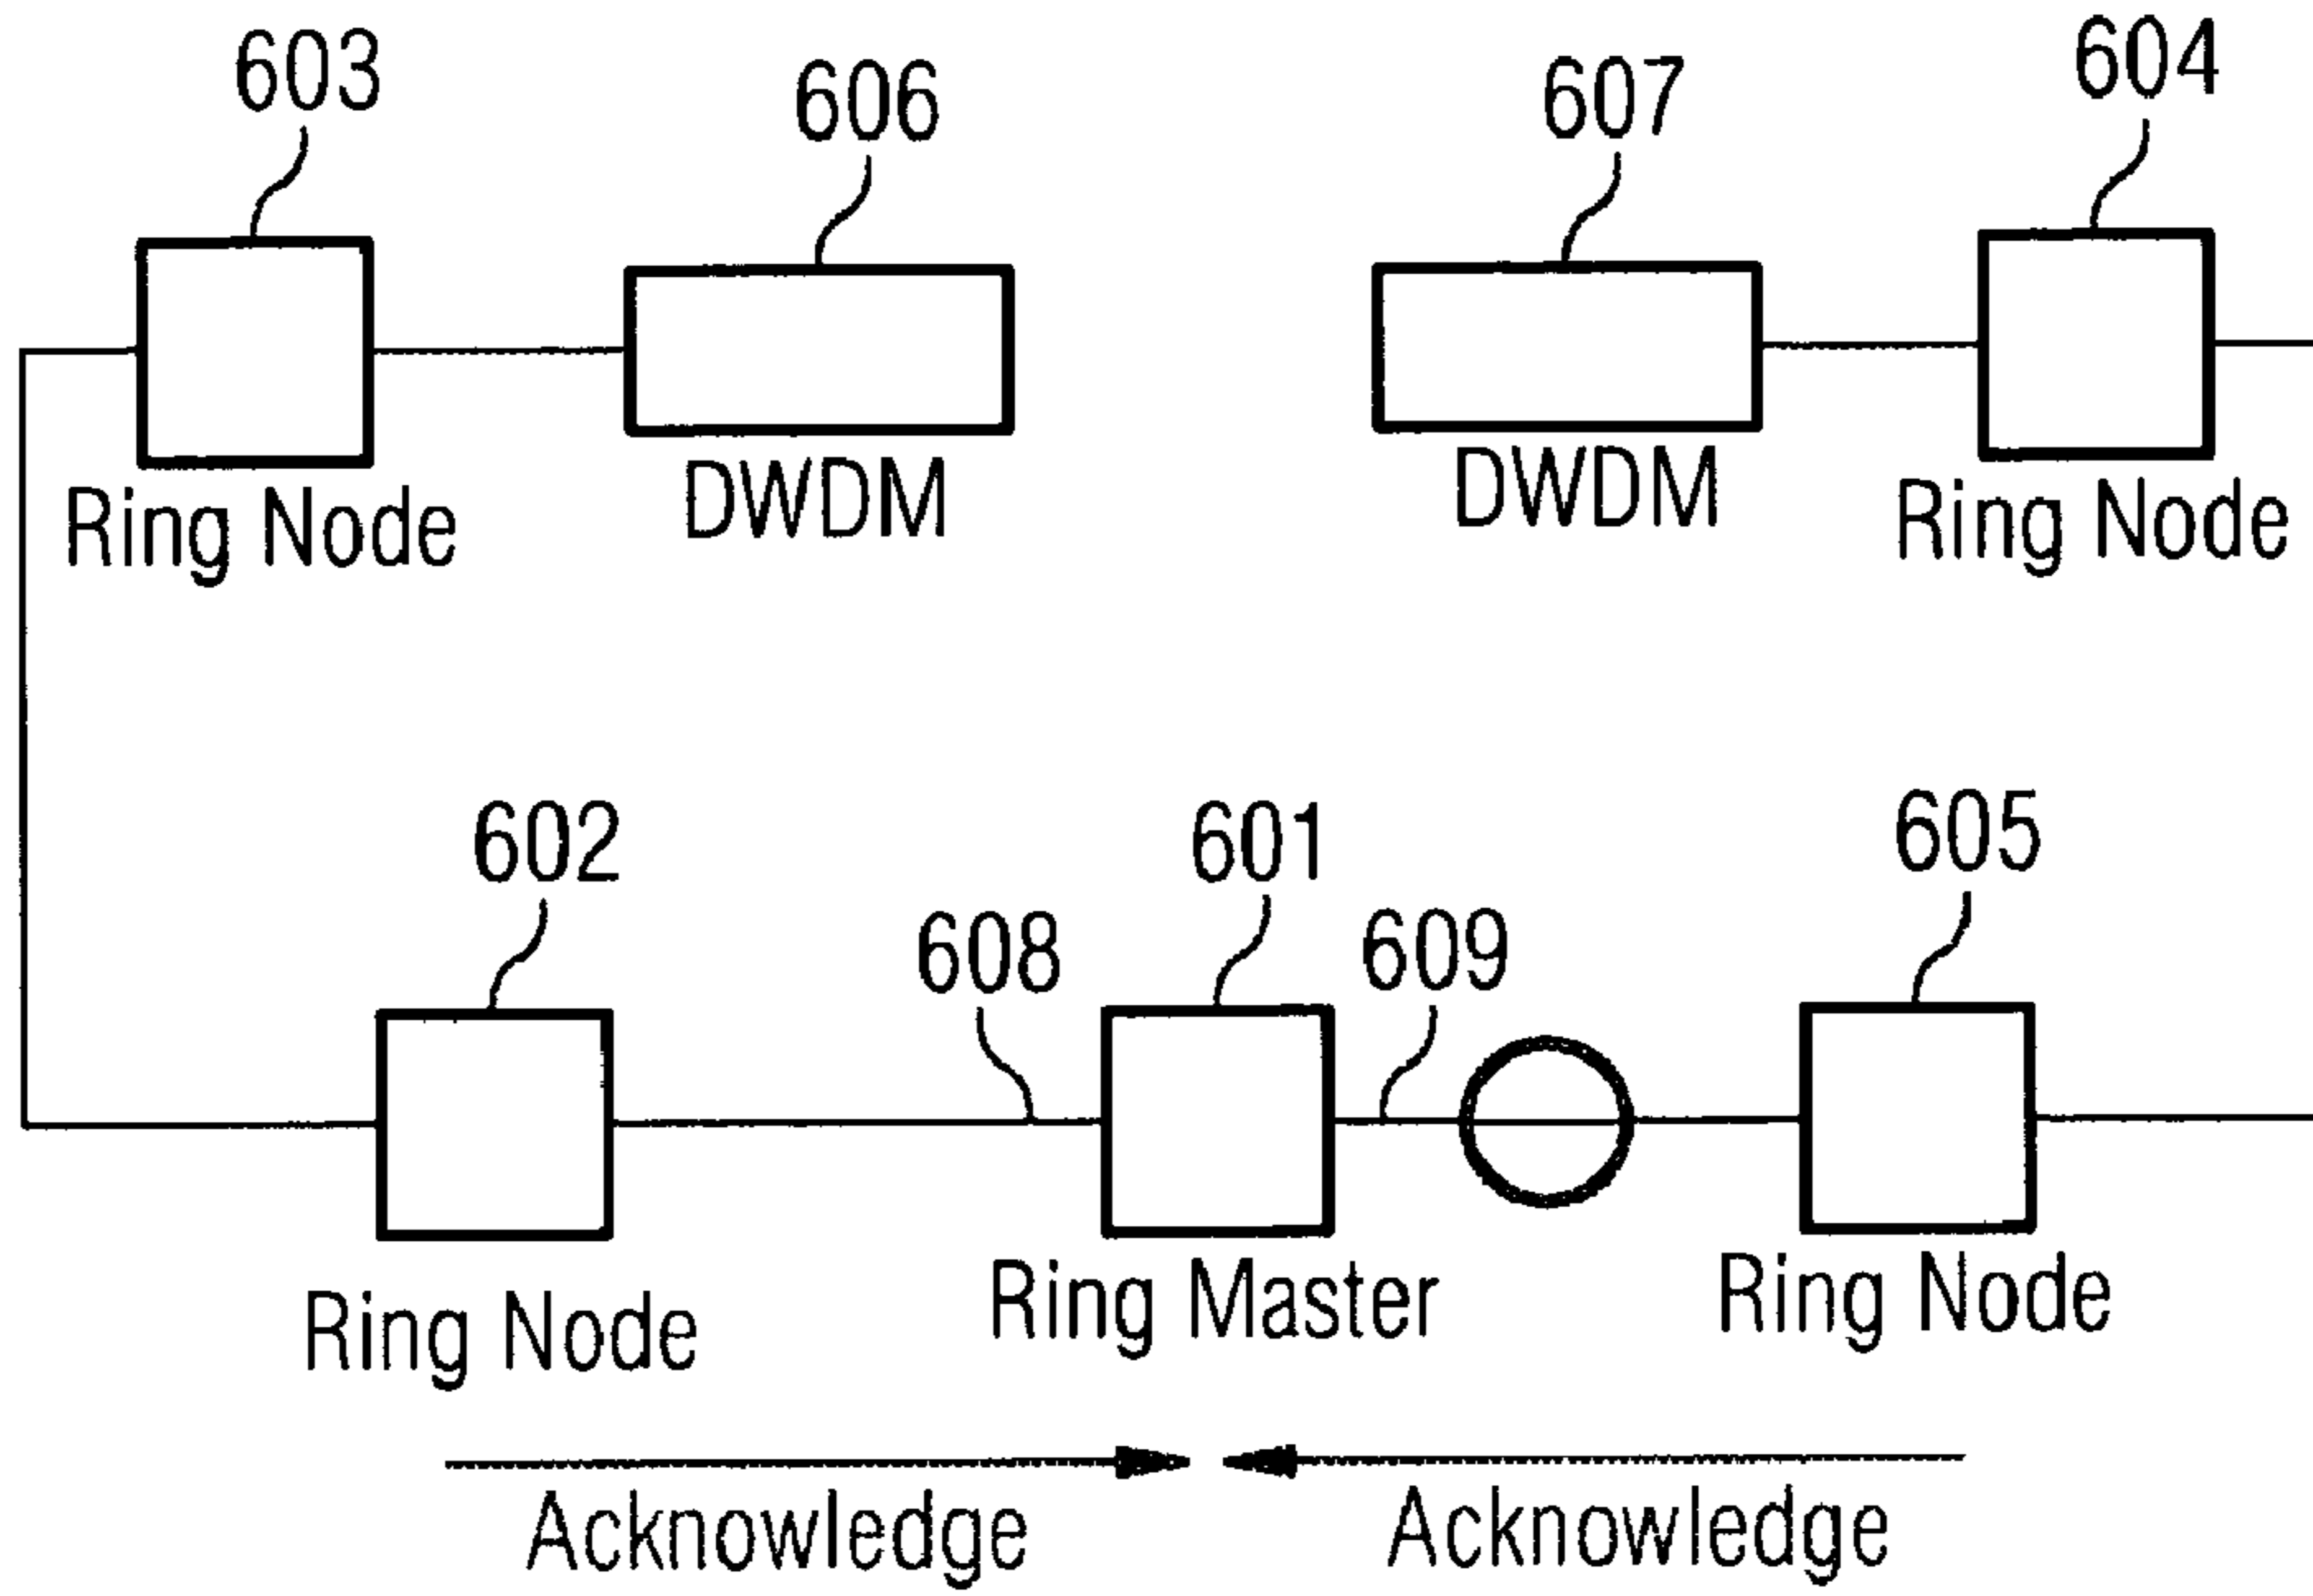 603
606
607
604
Ring Node
DWDM
DWDM
Ring Node
602
601
605
608
609
Ring Node
Ring Master
Ring Node
Acknowledge
Acknowledge